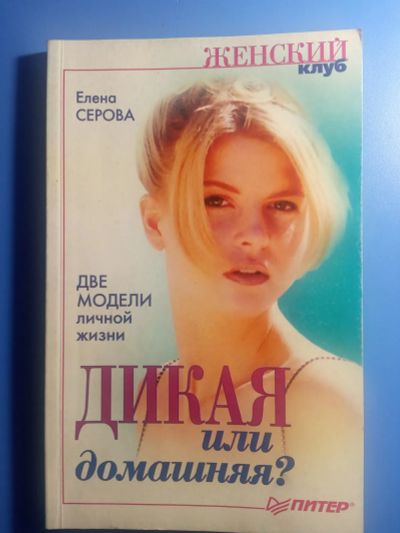 ЖЕНСКИЙ
клуб
Елена
СЕРОВА
ДВЕ
МОДЕЛИ
личной
жизни
ДИКАЯ
или
домашняя?
ПИТЕР®